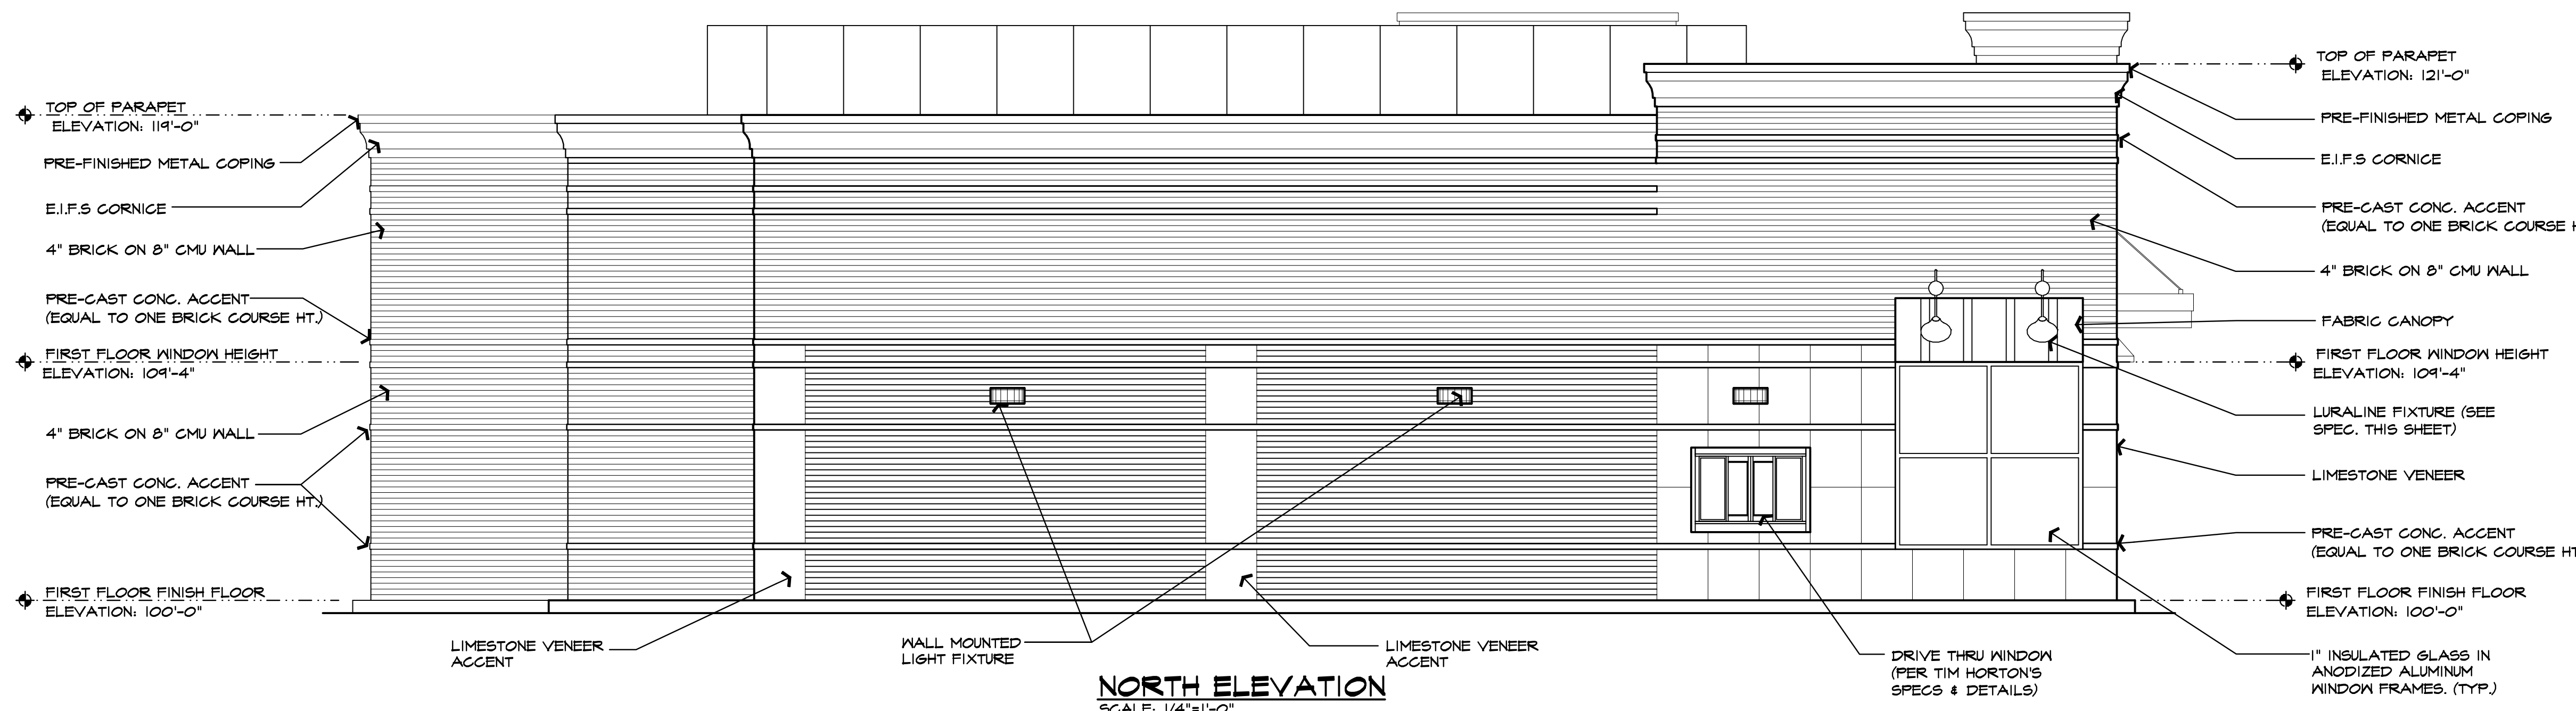 TOP OF PARAPET
ELEVATION: 119'-0"
PRE-FINISHED METAL COPING
E.I.F.S CORNICE
4" BRICK ON 8" CMU WALL
PRE-CAST CONC. ACCENT
(EQUAL TO ONE BRICK COURSE HT.)
FIRST FLOOR WINDOW HEIGHT
ELEVATION: 109'-4"
4" BRICK ON 8" CMU WALL
PRE-CAST CONC. ACCENT
(EQUAL TO ONE BRICK COURSE HT.)
FIRST FLOOR FINISH FLOOR
ELEVATION: 100'-0"
LIMESTONE VENEER
ACCENT
WALL MOUNTED
LIGHT FIXTURE
LIMESTONE VENEER
ACCENT
DRIVE THRU WINDOW
(PER TIM HORTON'S
SPECS & DETAILS)
TOP OF PARAPET
ELEVATION: 121'-0"
PRE-FINISHED METAL COPING
E.I.F.S CORNICE
PRE-CAST CONC. ACCENT
(EQUAL TO ONE BRICK COURSE H
4" BRICK ON 8" CMU WALL
FABRIC CANOPY
FIRST FLOOR WINDOW HEIGHT
ELEVATION: 109'-4"
LURALINE FIXTURE (SEE
SPEC. THIS SHEET)
LIMESTONE VENEER
PRE-CAST CONC. ACCENT
(EQUAL TO ONE BRICK COURSE HT
FIRST FLOOR FINISH FLOOR
ELEVATION: 100'-0"
1" INSULATED GLASS IN
ANODIZED ALUMINUM
WINDOW FRAMES. (TYP.)
NORTH ELEVATION
SCALE: 1/4"=1'-0"